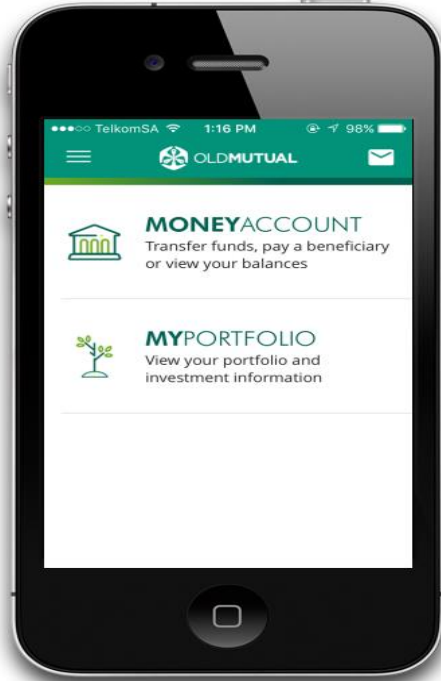 TelkomSA 1:16 PM 98%
OLDMUTUAL
MONEYACCOUNT
Transfer funds, pay a beneficiary
or view your balances
MYPORTFOLIO
View your portfolio and
investment information